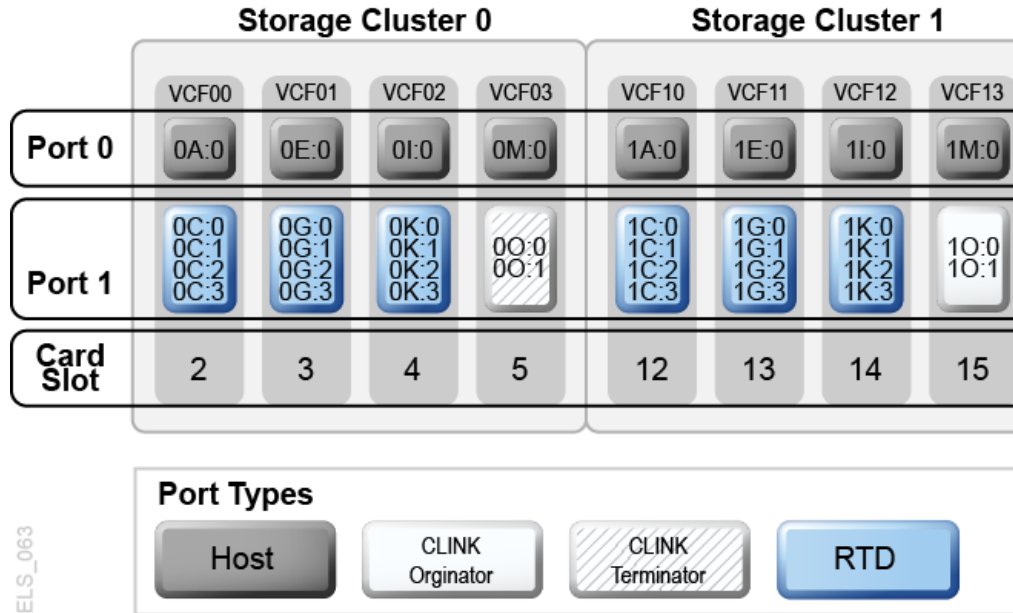 Storage Cluster 0 Storage Cluster 1
VCF00 VCF01 VCF02 VCF03 VCF10 VCF11 VCF12 VCF13
Port 0 0A:0 0E:0 0I:0 0M:0 1A:0 1E:0 1I:0 1M:0
0C:0 0G:0 0K:0 0O:0 1C:0 1G:0 1K:0 1O:0
0C:1 0G:1 0K:1 0O:1 1C:1 1G:1 1K:1 1O:1
Port 1 0C:2 0G:2 0K:2 1C:2 1G:2 1K:2
0C:3 0G:3 0K:3 1C:3 1G:3 1K:3
Card
Slot 2 3 4 5 12 13 14 15
Port Types
Host
CLINK
Orginator
CLINK
Terminator
RTD
ELS_063